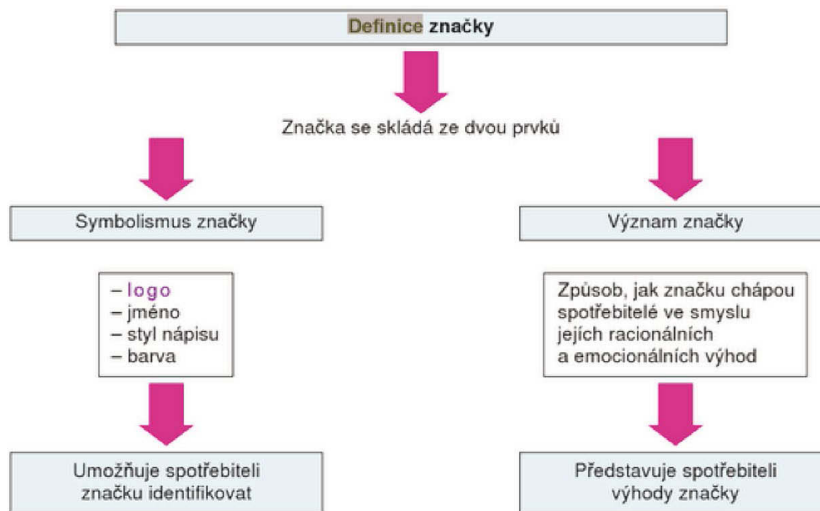 Definice značky
Značka se skládá ze dvou prvků
Symbolismus značky
– logo
– jméno
– styl nápisu
– barva
Umožňuje spotřebiteli
značku identifikovat
Význam značky
Způsob, jak značku chápou
spotřebitelé ve smyslu
jejích racionálních
a emocionálních výhod
Představuje spotřebiteli
výhody značky